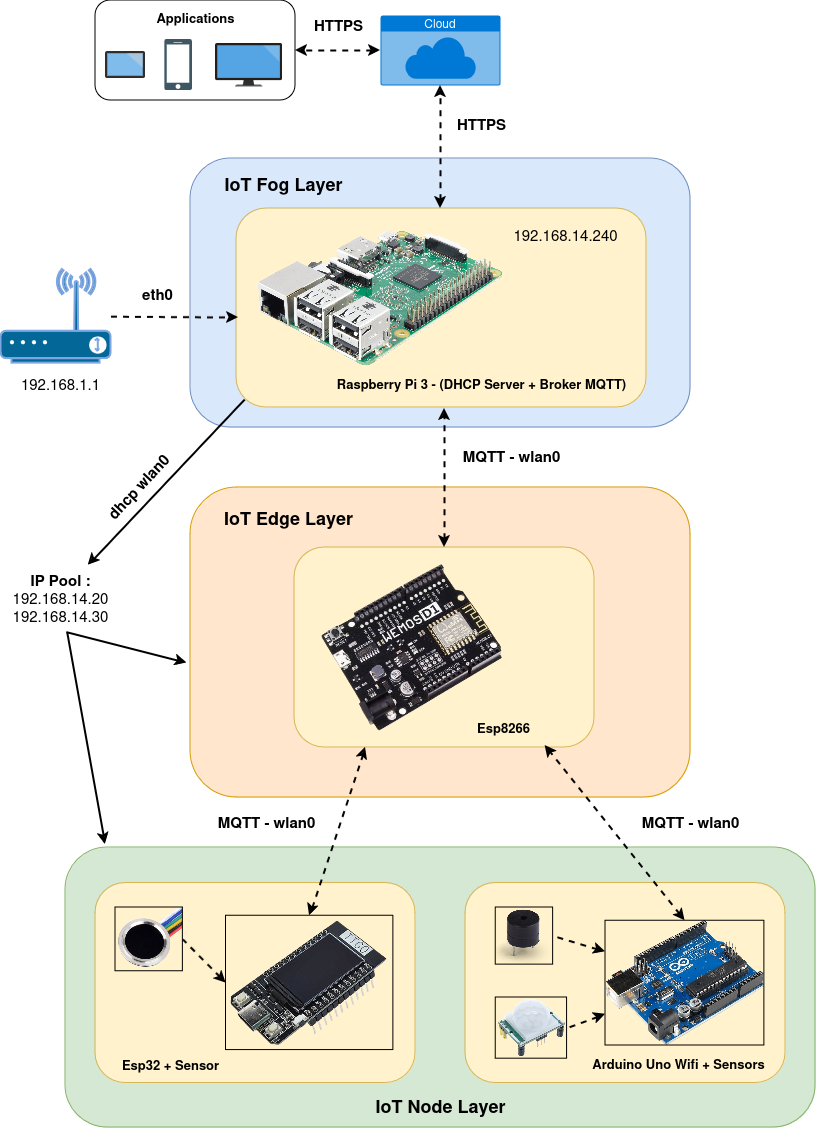 Applications
HTTPS
Cloud
HTTPS
IoT Fog Layer
192.168.14.240
eth0
192.168.1.1
Raspberry Pi 3 - (DHCP Server + Broker MQTT)
dhcp wlan0
MQTT - wlan0
IoT Edge Layer
IP Pool :
192.168.14.20
192.168.14.30
WEMOS D1
Esp8266
MQTT - wlan0
MQTT - wlan0
TTGO
Esp32 + Sensor
Arduino Uno Wifi + Sensors
IoT Node Layer